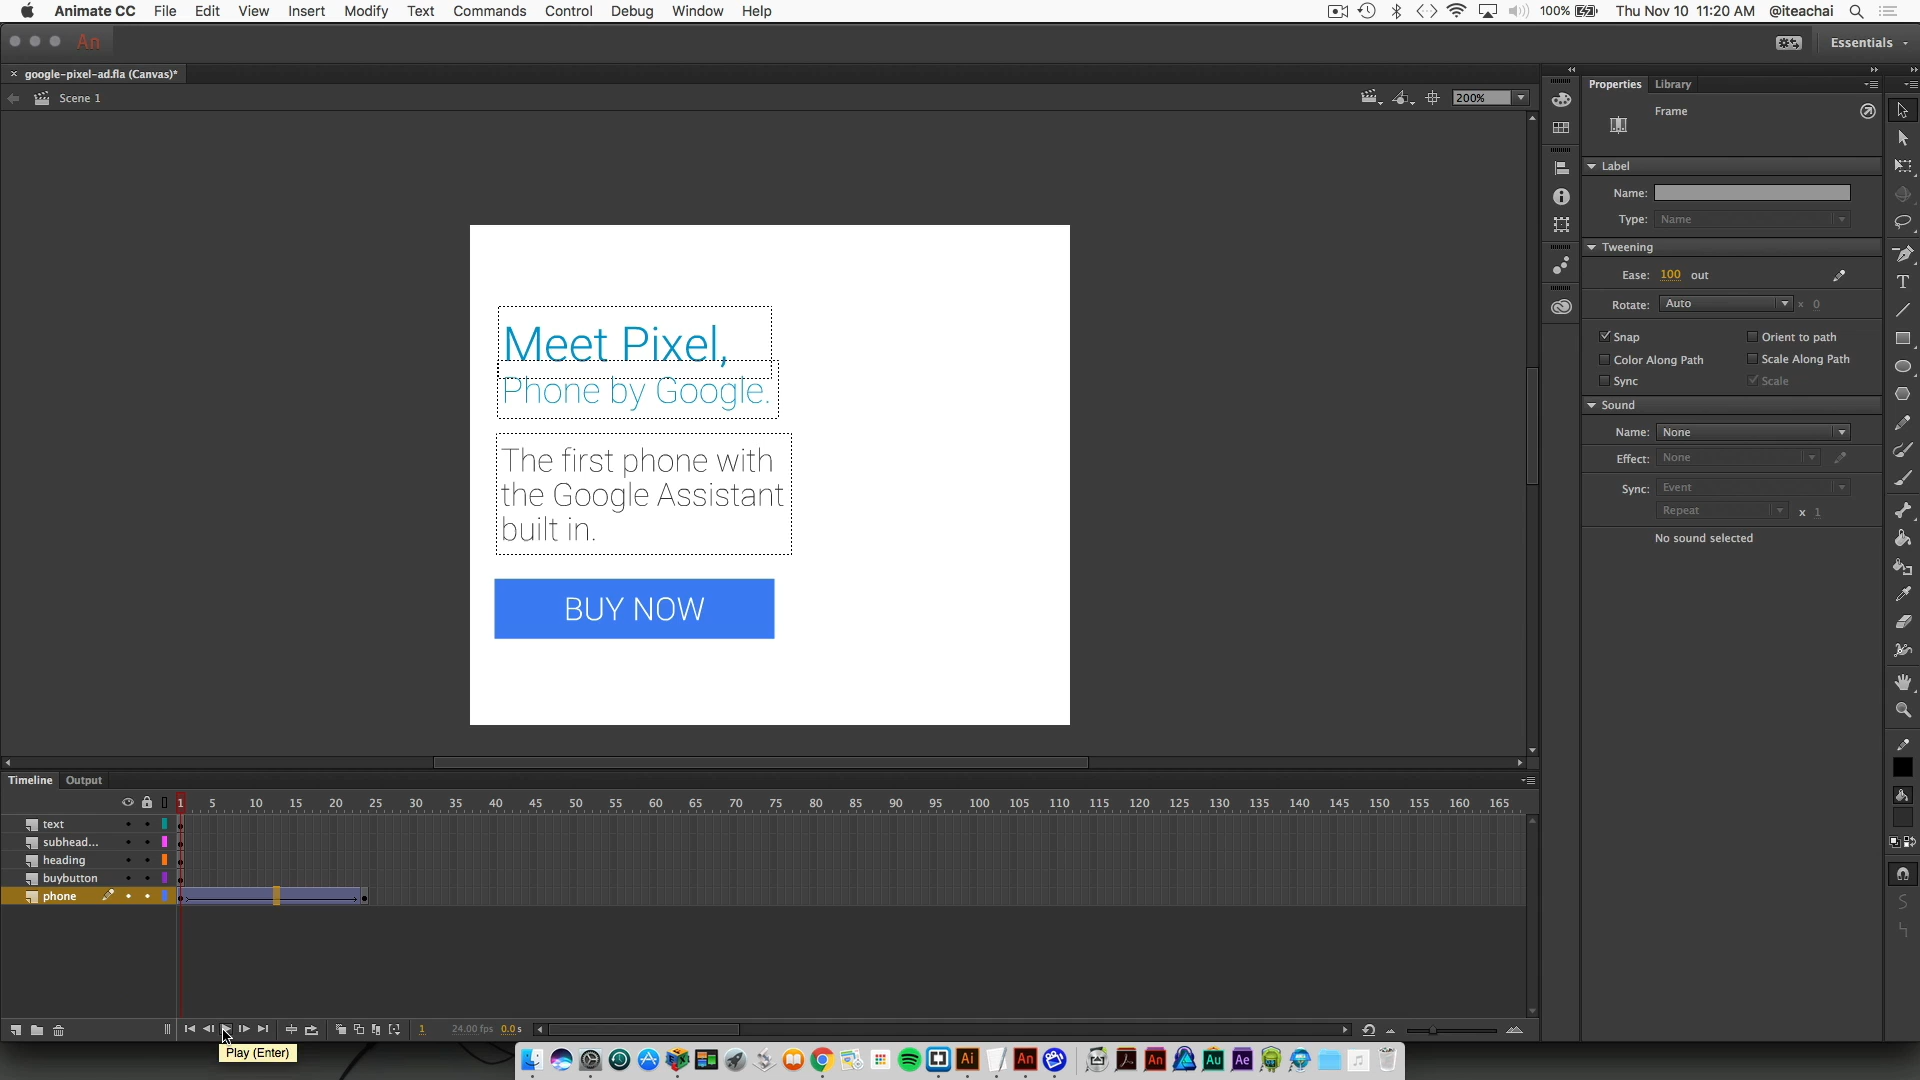 Animate CC File Edit View Insert Modify Text Commands Control Debug Window Help 100% Thu Nov 10 11:20 AM @iteachai
An Essentials
google-pixel-ad.fla (Canvas)*
Scene 1 200%
Properties Library
Frame
Label
Name:
Type: Name
Tweening
Ease: 100 out
Rotate: Auto x 0
Snap Orient to path
Color Along Path Scale Along Path
Sync Scale
Sound
Name: None
Effect: None
Sync: Event
Repeat x 1
No sound selected
Meet Pixel,
Phone by Google.
The first phone with
the Google Assistant
built in.
BUY NOW
Timeline Output
1 5 10 15 20 25 30 35 40 45 50 55 60 65 70 75 80 85 90 95 100 105 110 115 120 125 130 135 140 145 150 155 160 165
text
subhead...
heading
buybutton
phone
1 24.00 fps 0.0 s
Play (Enter)
Ai An An Au Ae